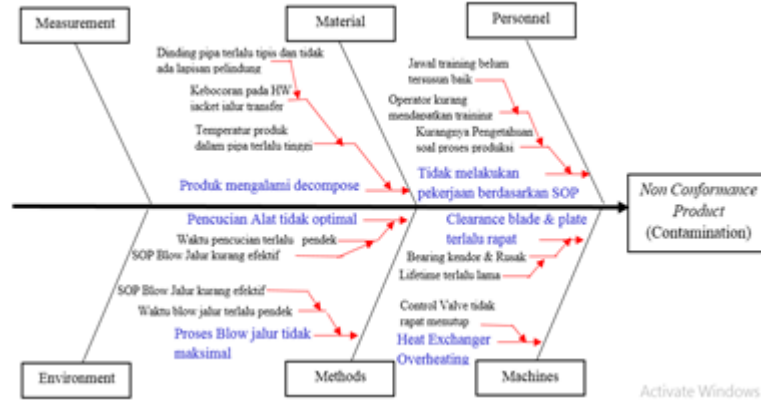 Measurement
Material
Personnel
Dinding pipa terlalu tipis dan tidak
ada lapisan pelindung
Kebocoran pada HW
jacket jalur transfer
Temperatur produk
dalam pipa terlalu tinggi
Produk mengalami decompose
Jawal training belum
tersusun baik
Operator kurang
mendapatkan training
Kurangnya Pengetahuan
soal proses produksi
Tidak melakukan
pekerjaan berdasarkan SOP
Non Conformance
Product
(Contamination)
Pencucian Alat tidak optimal
Waktu pencucian terlalu pendek
SOP Blow Jalur kurang efektif
SOP Blow Jalur kurang efektif
Waktu blow jalur terlalu pendek
Proses Blow jalur tidak
maksimal
Clearance blade & plate
terlalu rapat
Bearing kendor & Rusak
Lifetime terlalu lama
Control Valve tidak
rapat menutup
Heat Exchanger
Overheating
Environment
Methods
Machines
Activate Windows